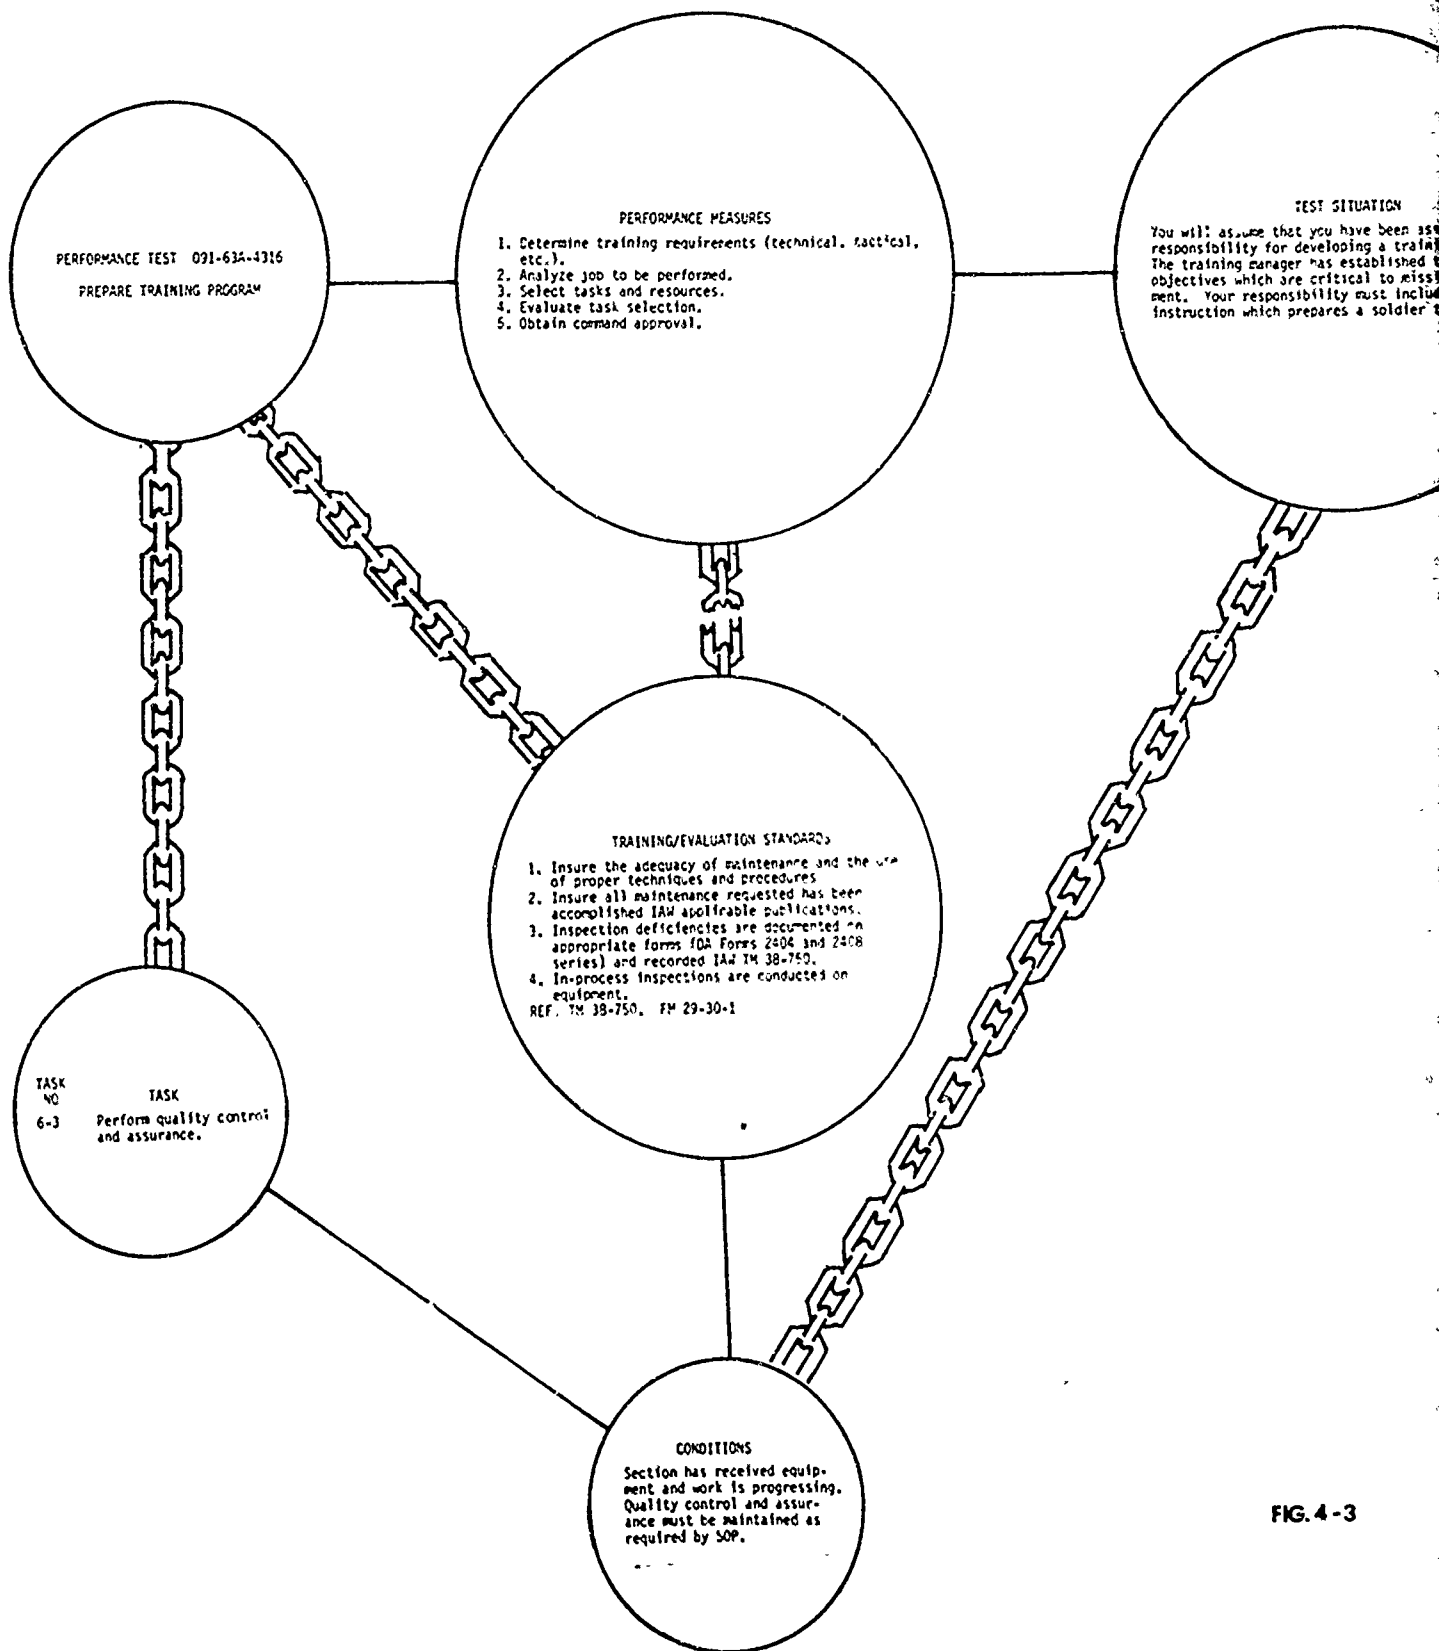 PERFORMANCE TEST 091-63A-4316
PREPARE TRAINING PROGRAM
PERFORMANCE MEASURES
1. Determine training requirements (technical, tactical,
etc.).
2. Analyze job to be performed.
3. Select tasks and resources.
4. Evaluate task selection.
5. Obtain command approval.
TEST SITUATION
You will assume that you have been ass
responsibility for developing a traini
The training manager has established
objectives which are critical to missi
ment. Your responsibility must includ
instruction which prepares a soldier
TRAINING/EVALUATION STANDARDS
1. Insure the adequacy of maintenance and the use
of proper techniques and procedures
2. Insure all maintenance requested has been
accomplished IAW applicable publications.
3. Inspection deficiencies are documented on
appropriate forms (DA Forms 2404 and 2408
series) and recorded IAW TM 38-750.
4. In-process inspections are conducted on
equipment.
REF. TM 38-750. FM 29-30-1
TASK
NO
TASK
6-3 Perform quality control
and assurance.
CONDITIONS
Section has received equip-
ment and work is progressing.
Quality control and assur-
ance must be maintained as
required by SOP.
FIG. 4-3